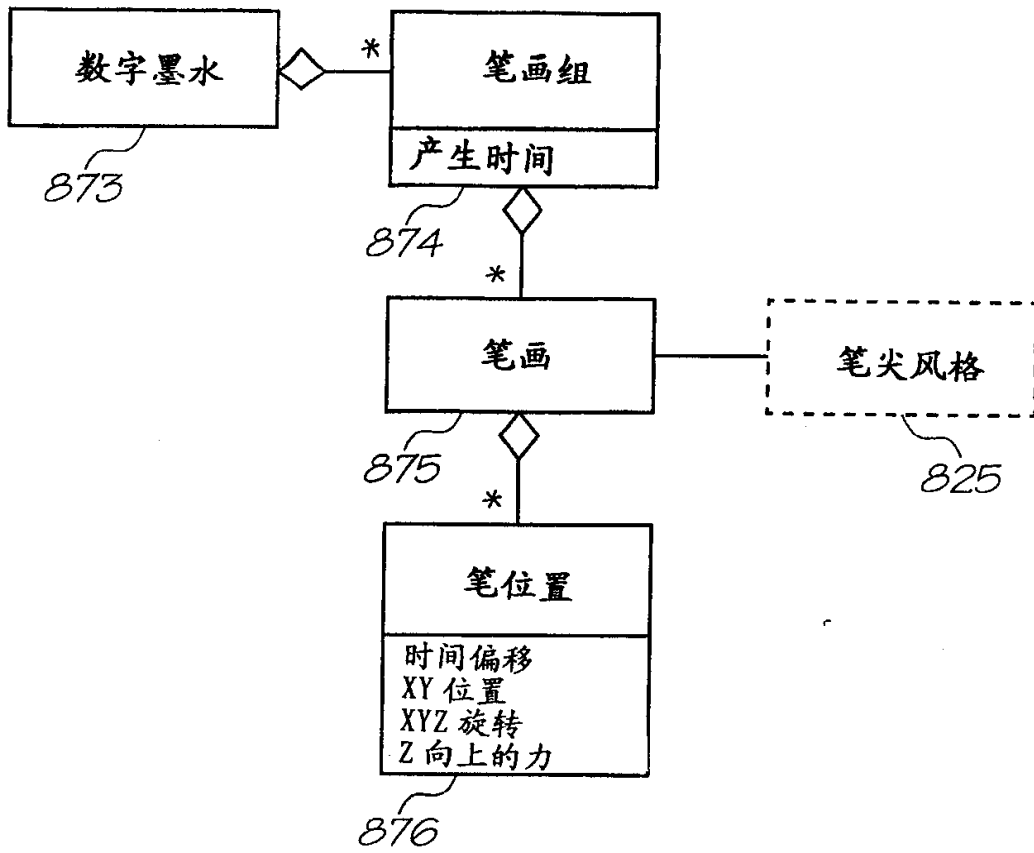 数字墨水
*
笔画组
产生时间
873
874
*
笔画
笔尖风格
875
825
*
笔位置
时间偏移
XY 位置
XYZ 旋转
Z 向上的力
876